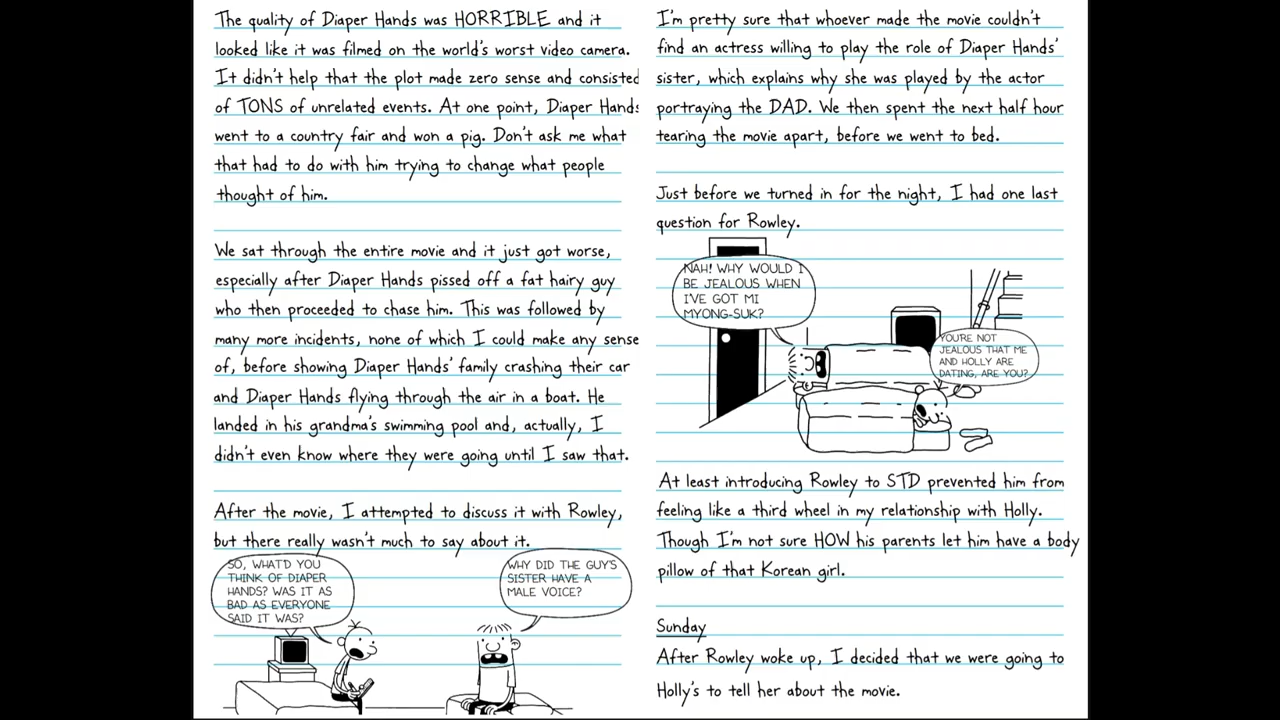 The quality of Diaper Hands was HORRIBLE and it
looked like it was filmed on the world's worst video camera.
It didn't help that the plot made zero sense and consisted
of TONS of unrelated events. At one point, Diaper Hands
went to a country fair and won a pig. Don't ask me what
that had to do with him trying to change what people
thought of him.
We sat through the entire movie and it just got worse,
especially after Diaper Hands pissed off a fat hairy guy
who then proceeded to chase him. This was followed by
many more incidents, none of which I could make any sense
of, before showing Diaper Hands' family crashing their car
and Diaper Hands flying through the air in a boat. He
landed in his grandma's swimming pool and, actually, I
didn't even know where they were going until I saw that.
After the movie, I attempted to discuss it with Rowley,
but there really wasn't much to say about it.
SO, WHAT'D YOU
THINK OF DIAPER
HANDS? WAS IT AS
BAD AS EVERYONE
SAID IT WAS?
WHY DID THE GUY'S
SISTER HAVE A
MALE VOICE?
I'm pretty sure that whoever made the movie couldn't
find an actress willing to play the role of Diaper Hands'
sister, which explains why she was played by the actor
portraying the DAD. We then spent the next half hour
tearing the movie apart, before we went to bed.
Just before we turned in for the night, I had one last
question for Rowley.
NAH! WHY WOULD I
BE JEALOUS WHEN
I'VE GOT MI
MYONG-SUK?
YOU'RE NOT
JEALOUS THAT ME
AND HOLLY ARE
DATING, ARE YOU?
At least introducing Rowley to STD prevented him from
feeling like a third wheel in my relationship with Holly.
Though I'm not sure HOW his parents let him have a body
pillow of that Korean girl.
Sunday
After Rowley woke up, I decided that we were going to
Holly's to tell her about the movie.